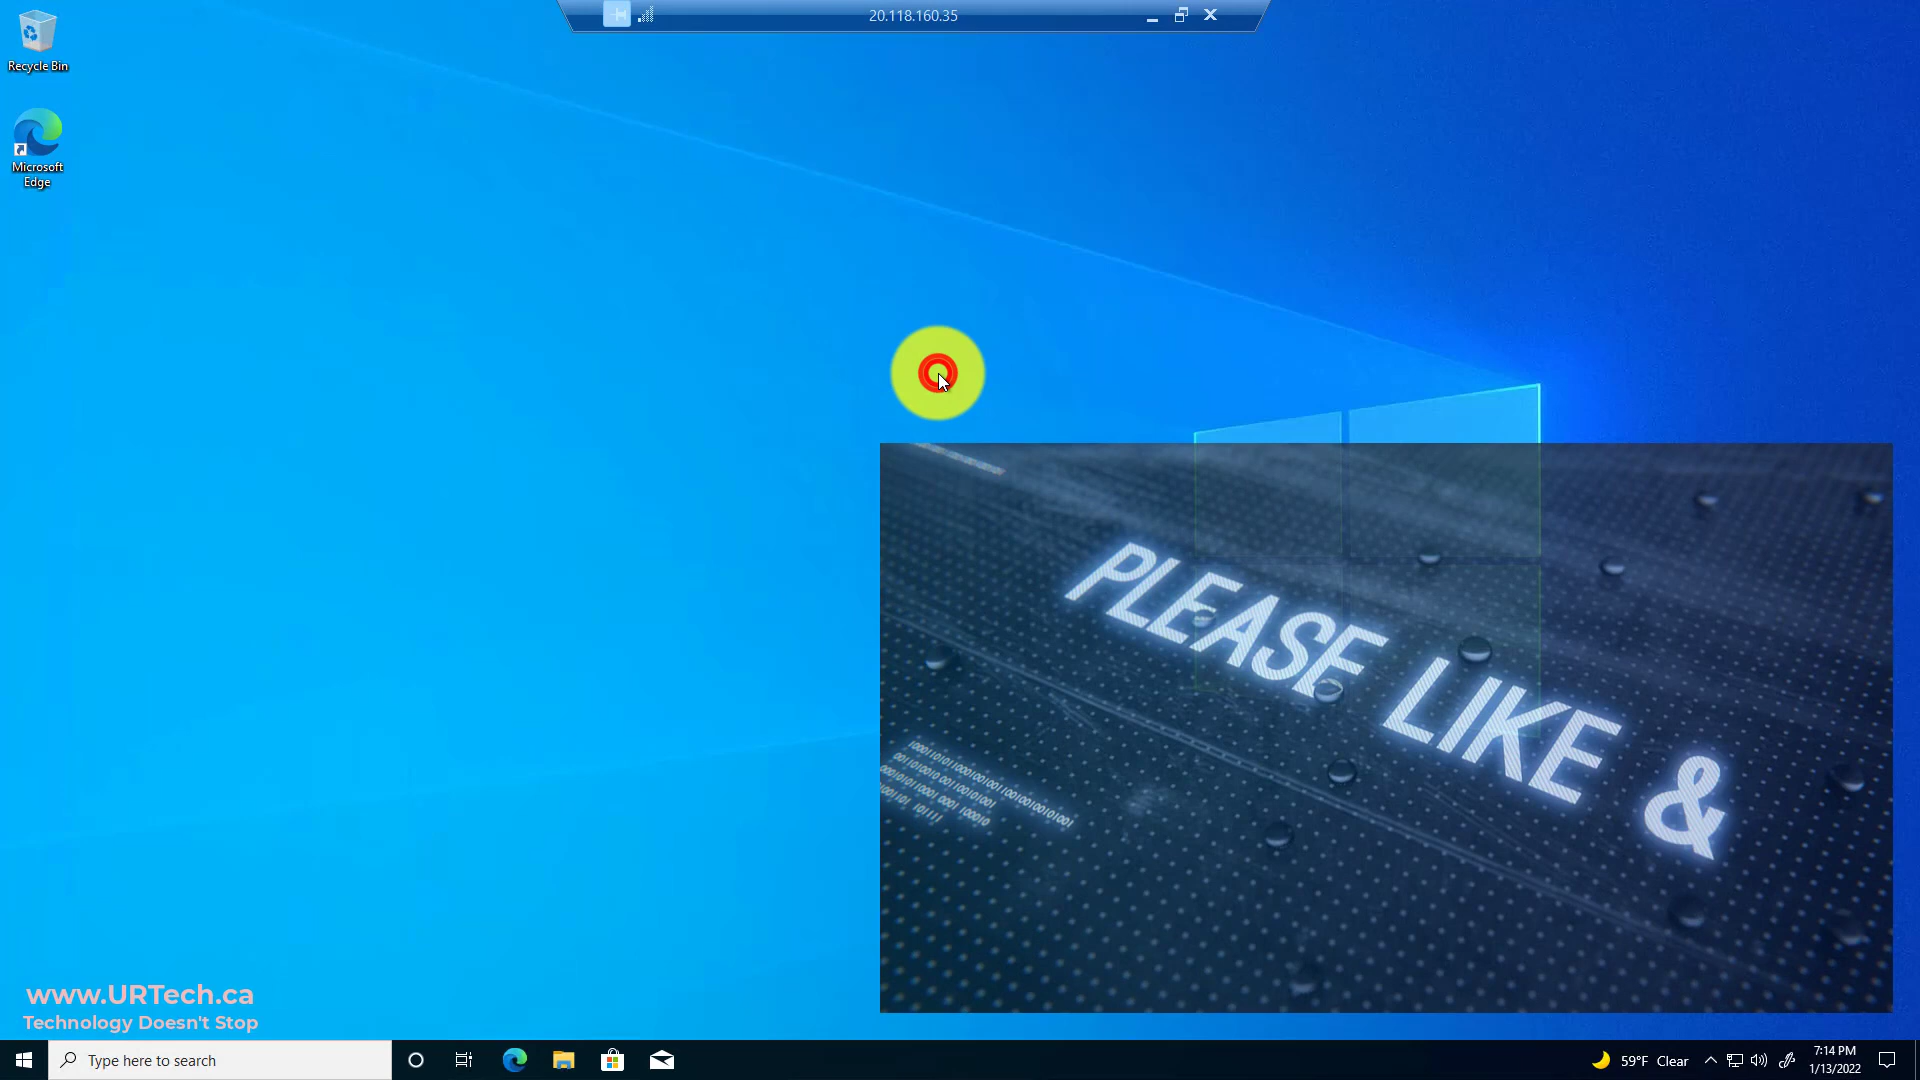 20.118.160.35
Recycle Bin
Microsoft
Edge
PLEASE LIKE &
www.URTech.ca
Technology Doesn't Stop
Type here to search
59°F Clear
7:14 PM
1/13/2022